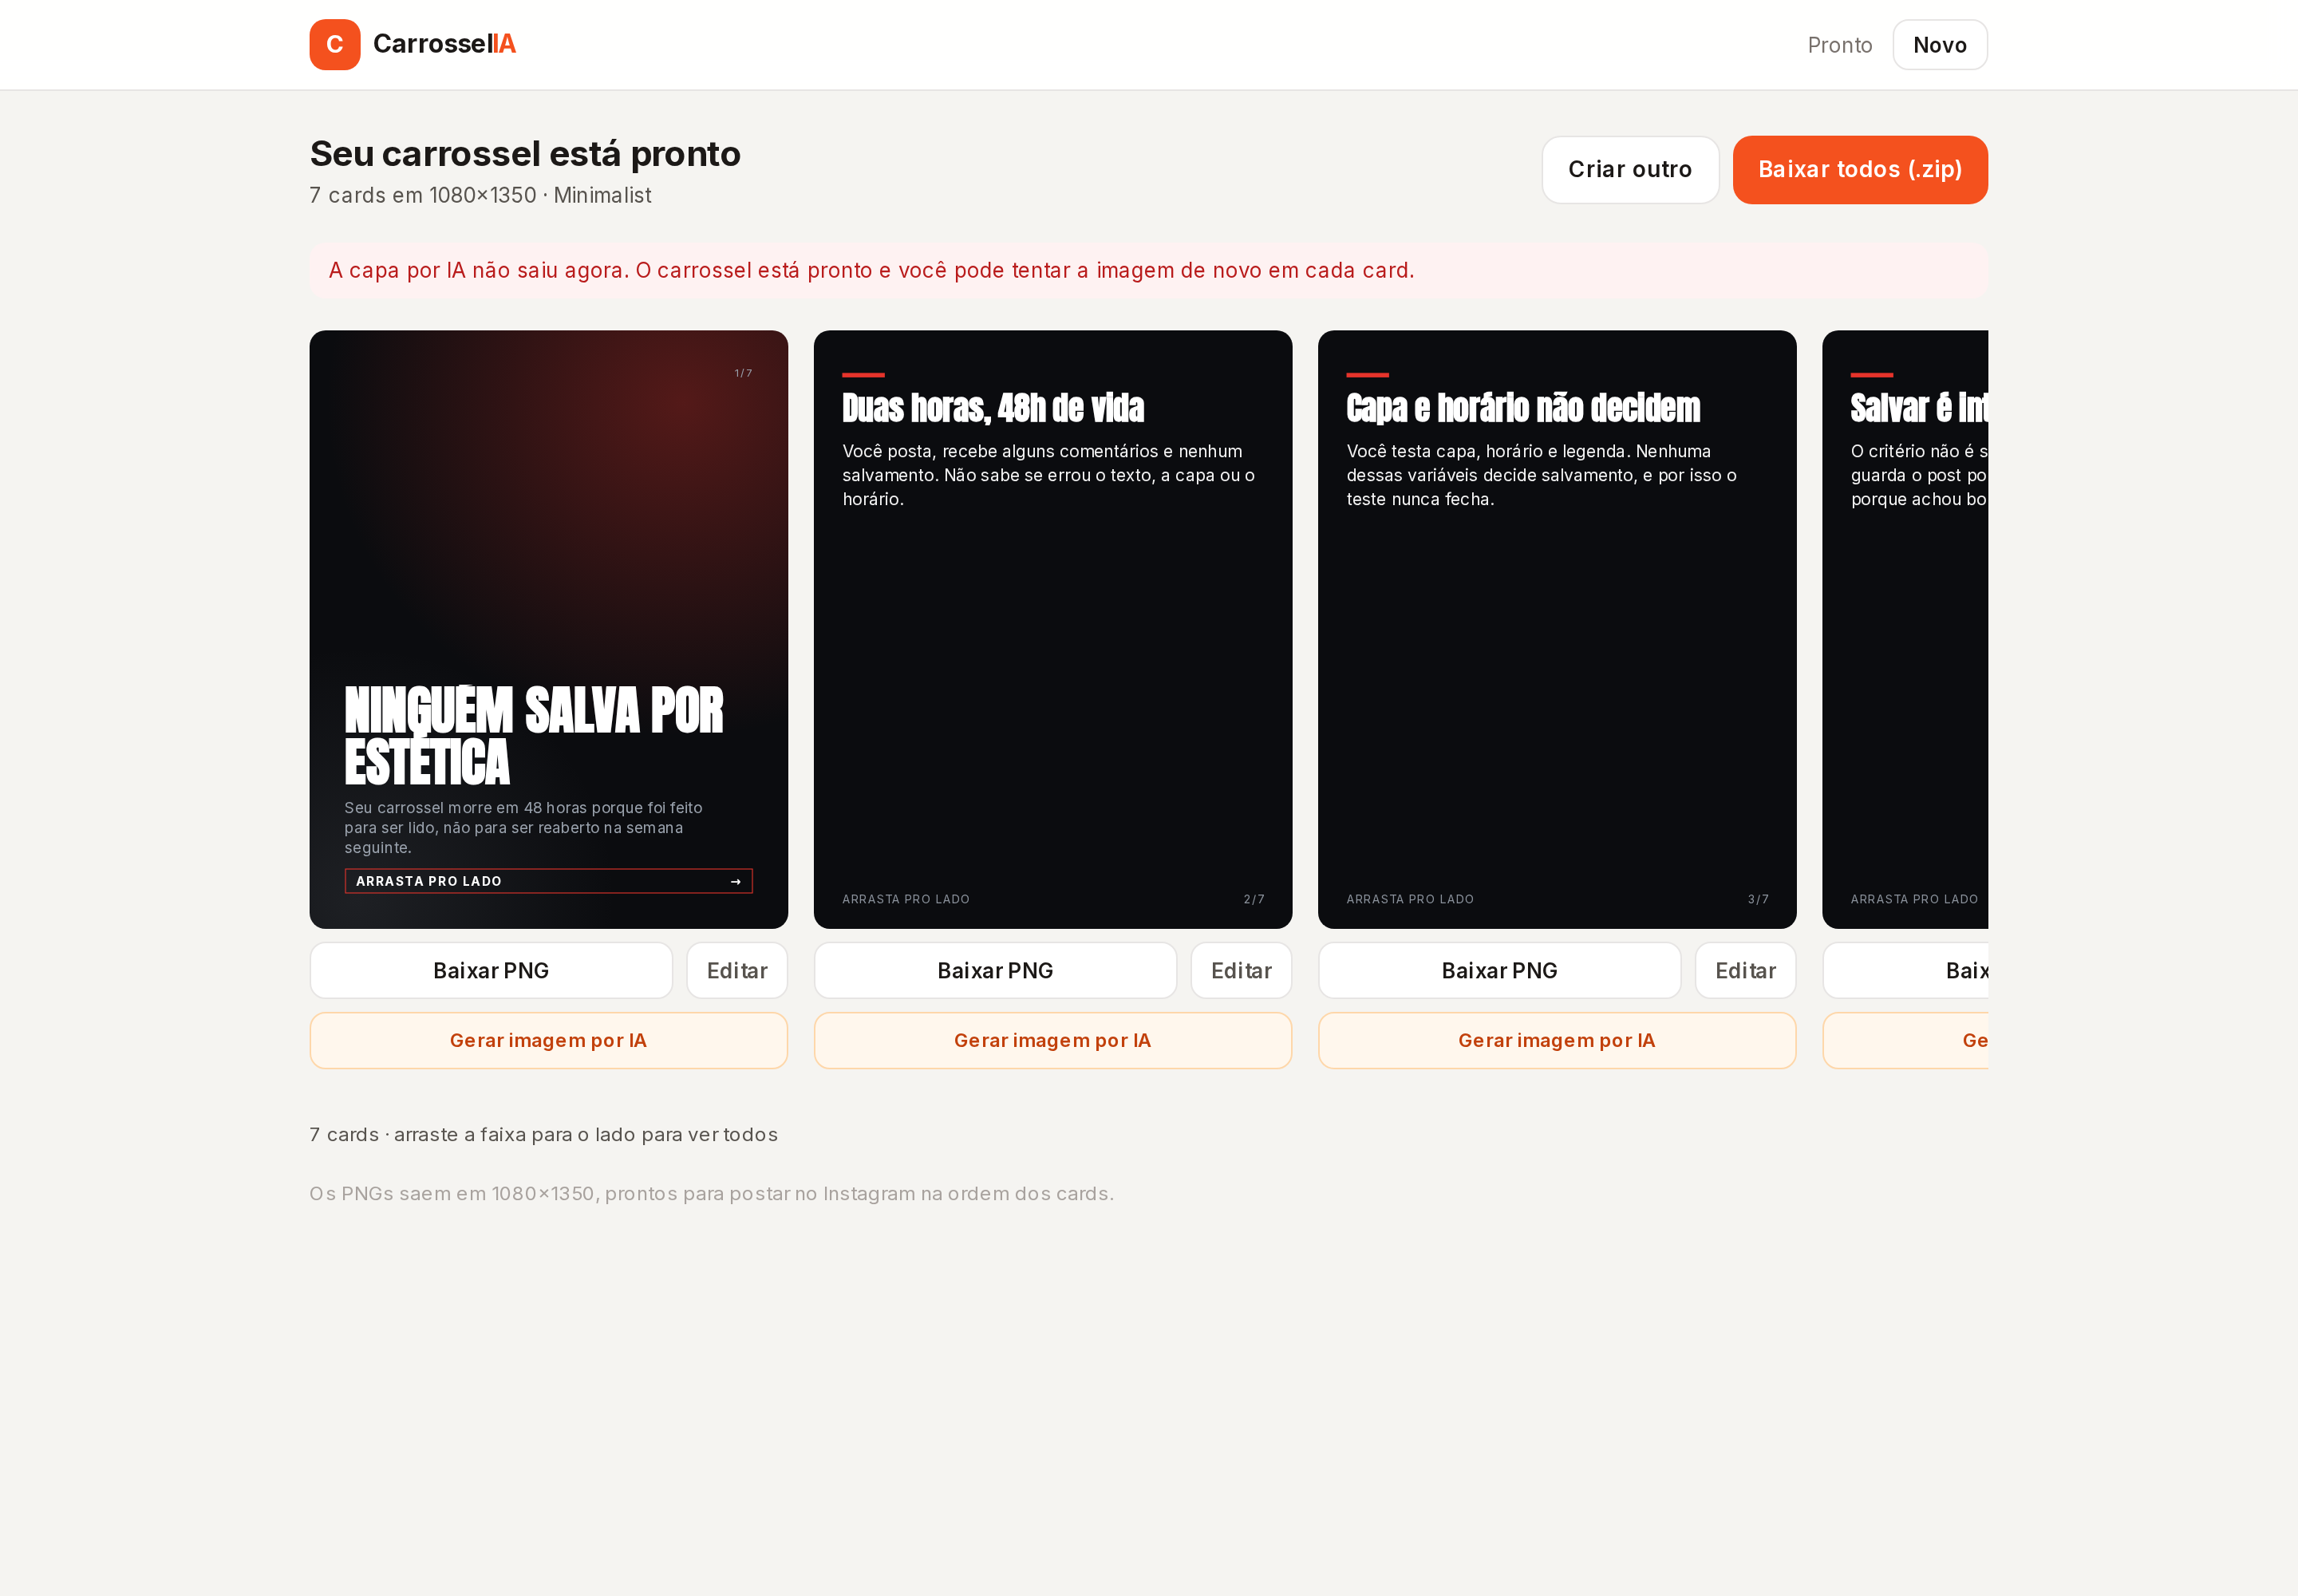 C CarrosselIA
Pronto
Novo
Seu carrossel está pronto
7 cards em 1080×1350 · Minimalist
Criar outro
Baixar todos (.zip)
A capa por IA não saiu agora. O carrossel está pronto e você pode tentar a imagem de novo em cada card.
1/7
NINGUÉM SALVA POR
ESTÉTICA
Seu carrossel morre em 48 horas porque foi feito
para ser lido, não para ser reaberto na semana
seguinte.
ARRASTA PRO LADO →
Baixar PNG
Editar
Gerar imagem por IA
Duas horas, 48h de vida
Você posta, recebe alguns comentários e nenhum
salvamento. Não sabe se errou o texto, a capa ou o
horário.
ARRASTA PRO LADO
2/7
Baixar PNG
Editar
Gerar imagem por IA
Capa e horário não decidem
Você testa capa, horário e legenda. Nenhuma
dessas variáveis decide salvamento, e por isso o
teste nunca fecha.
ARRASTA PRO LADO
3/7
Baixar PNG
Editar
Gerar imagem por IA
Salvar é int
O critério não é s
guarda o post po
porque achou bo
ARRASTA PRO LADO
Baix
Ge
7 cards · arraste a faixa para o lado para ver todos
Os PNGs saem em 1080×1350, prontos para postar no Instagram na ordem dos cards.